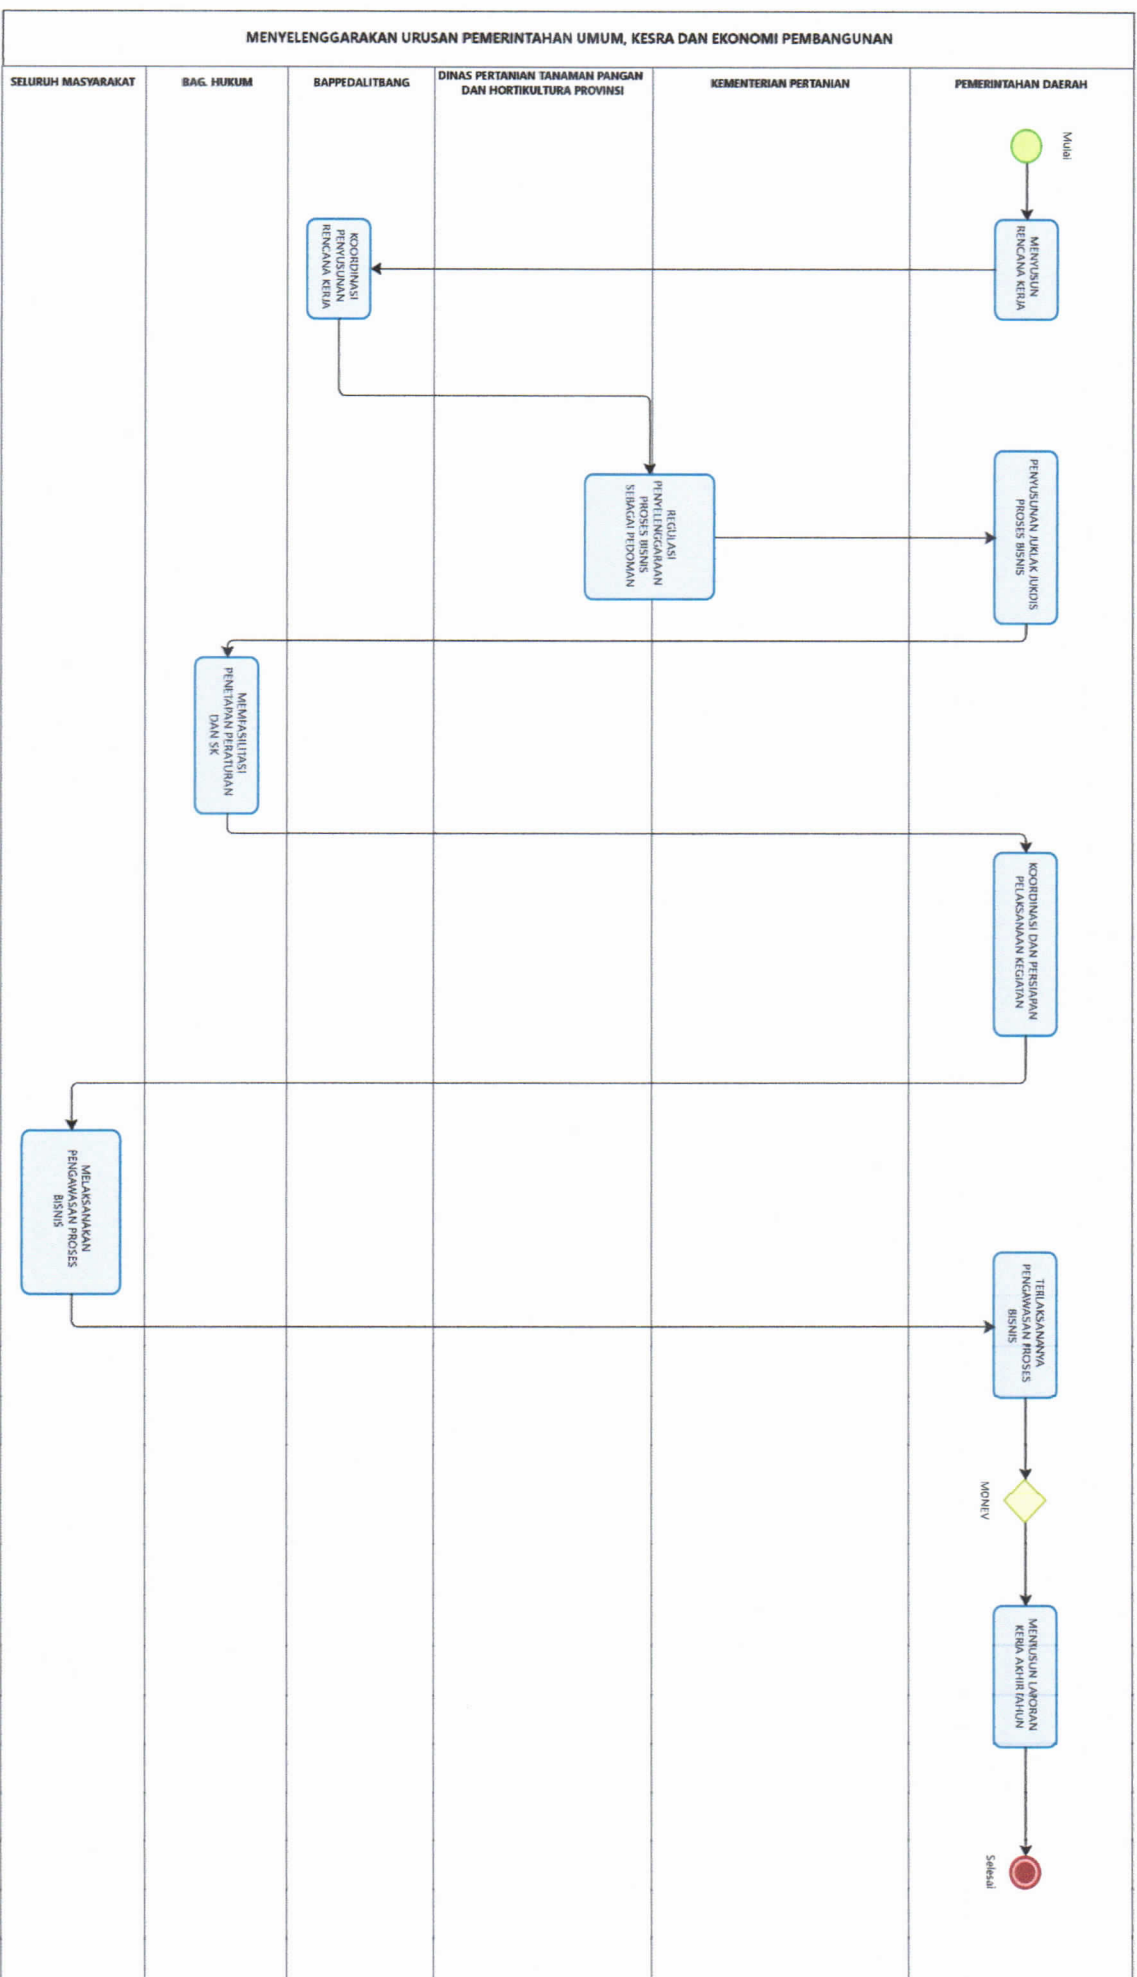 MENYELENGGARAKAN URUSAN PEMERINTAHAN UMUM, KESRA DAN EKONOMI PEMBANGUNAN
SELURUH MASYARAKAT
BAG. HUKUM
BAPPEDALITBANG
DINAS PERTANIAN TANAMAN PANGAN
DAN HORTIKULTURA PROVINSI
KEMENTERIAN PERTANIAN
PEMERINTAHAN DAERAH
Mulai
MENYUSUN
RENCANA KERJA
KOORDINASI
PENYUSUNAN
RENCANA KERJA
REGULASI
PENYELENGGARAAN
PROSES BISNIS
SEBAGAI PEDOMAN
PENYUSUNAN JUKLAK JUKDIS
PROSES BISNIS
MEMFASILITASI
PENETAPAN PERATURAN
DAN SK
KOORDINASI DAN PERSIAPAN
PELAKSANAAN KEGIATAN
MELAKSANAKAN
PENGAWASAN PROSES
BISNIS
TERLAKSANANYA
PENGAWASAN PROSES
BISNIS
MONEV
MENYUSUN LAPORAN
KERJA AKHIR TAHUN
Selesai